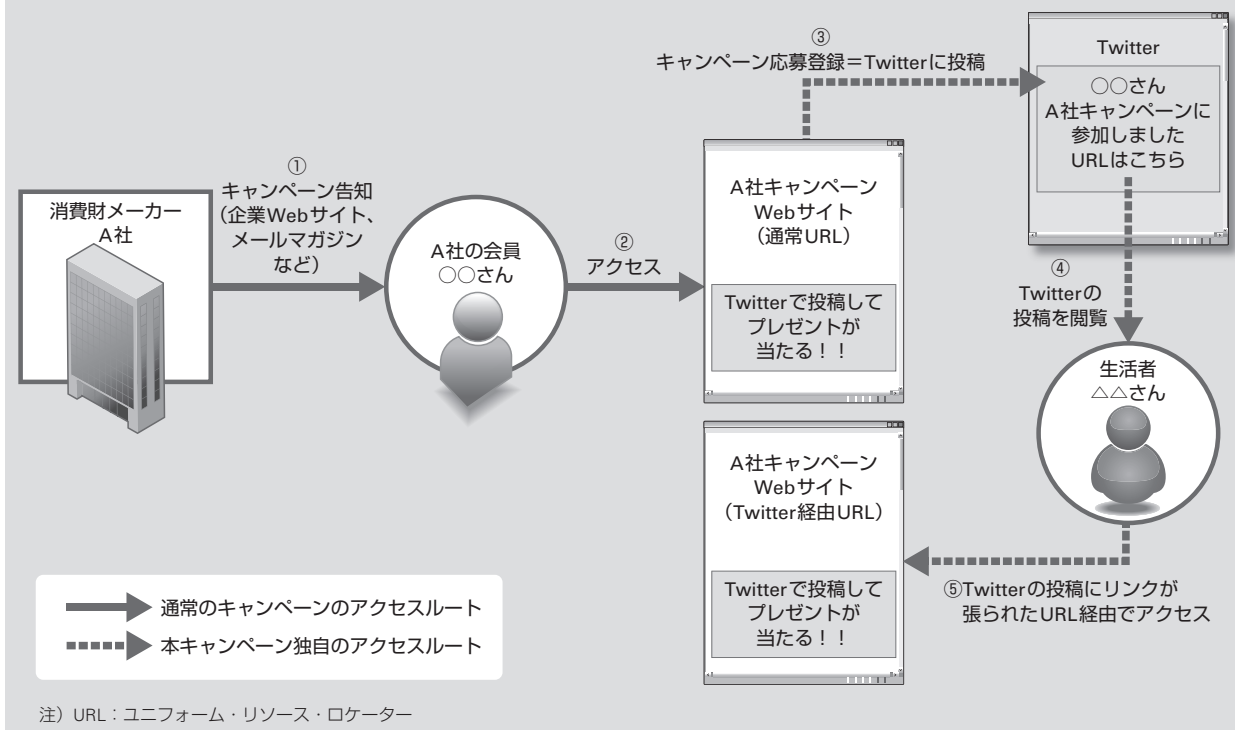 消費財メーカー
A社
①
キャンペーン告知
（企業Webサイト、
メールマガジン
など）
A社の会員
○○さん
②
アクセス
A社キャンペーン
Webサイト
（通常URL）
Twitterで投稿して
プレゼントが
当たる！！
③
キャンペーン応募登録＝Twitterに投稿
Twitter
○○さん
A社キャンペーンに
参加しました
URLはこちら
④
Twitterの
投稿を閲覧
生活者
△△さん
⑤Twitterの投稿にリンクが
張られたURL経由でアクセス
A社キャンペーン
Webサイト
（Twitter経由URL）
Twitterで投稿して
プレゼントが
当たる！！
通常のキャンペーンのアクセスルート
本キャンペーン独自のアクセスルート
注）URL：ユニフォーム・リソース・ロケーター